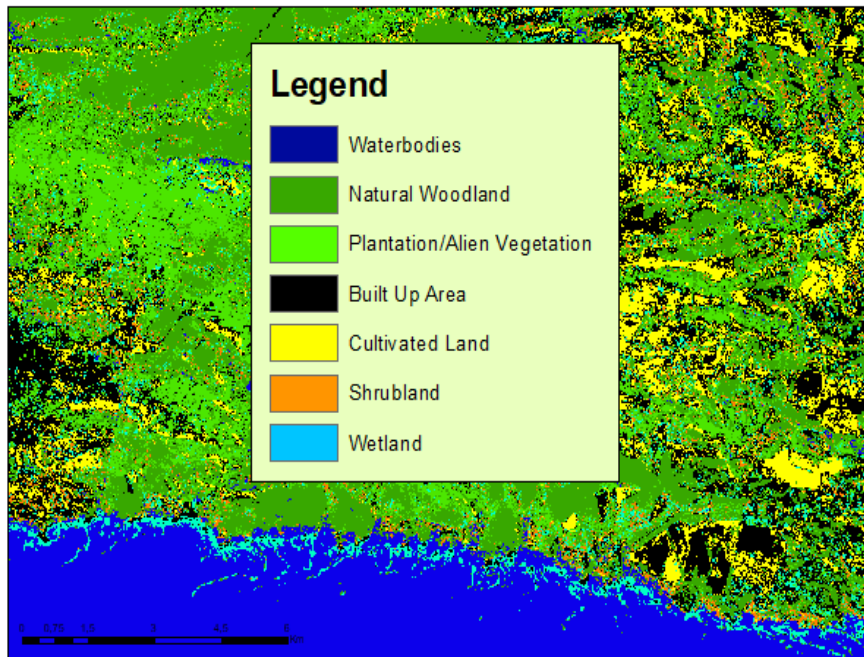 Legend
Waterbodies
Natural Woodland
Plantation/Alien Vegetation
Built Up Area
Cultivated Land
Shrubland
Wetland
0 0.75 1.5 3 4.5 6
Km